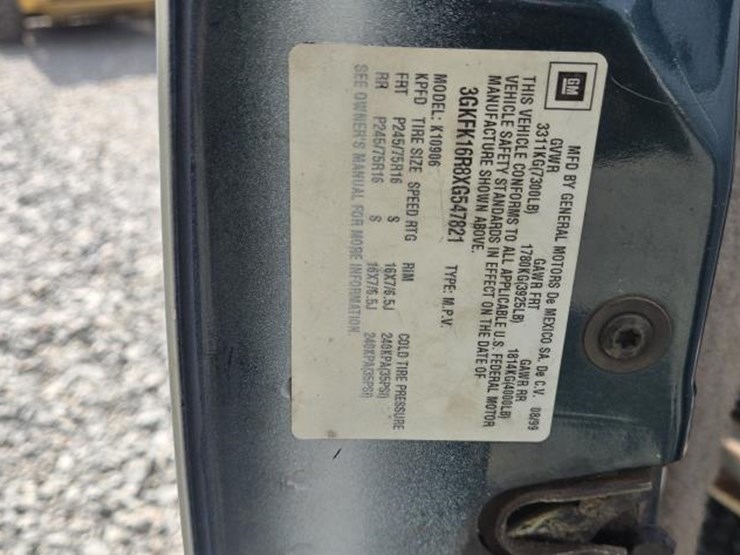 GM
MFD BY GENERAL MOTORS De MEXICO SA. De C.V. 08/99
GVWR GAWR FRT GAWR RR
3311KG(7300LB) 1780KG(3925LB) 1814KG(4000LB)
THIS VEHICLE CONFORMS TO ALL APPLICABLE U.S. FEDERAL MOTOR
VEHICLE SAFETY STANDARDS IN EFFECT ON THE DATE OF
MANUFACTURE SHOWN ABOVE.
3GKFK16R8XG547821 TYPE: M.P.V.
MODEL: K10906
KPFD TIRE SIZE SPEED RTG RIM COLD TIRE PRESSURE
FRT P245/75R16 S 16X7/6.5J 240KPA(35PSI)
RR P245/75R16 S 16X7/6.5J 240KPA(35PSI)
SEE OWNER'S MANUAL FOR MORE INFORMATION.